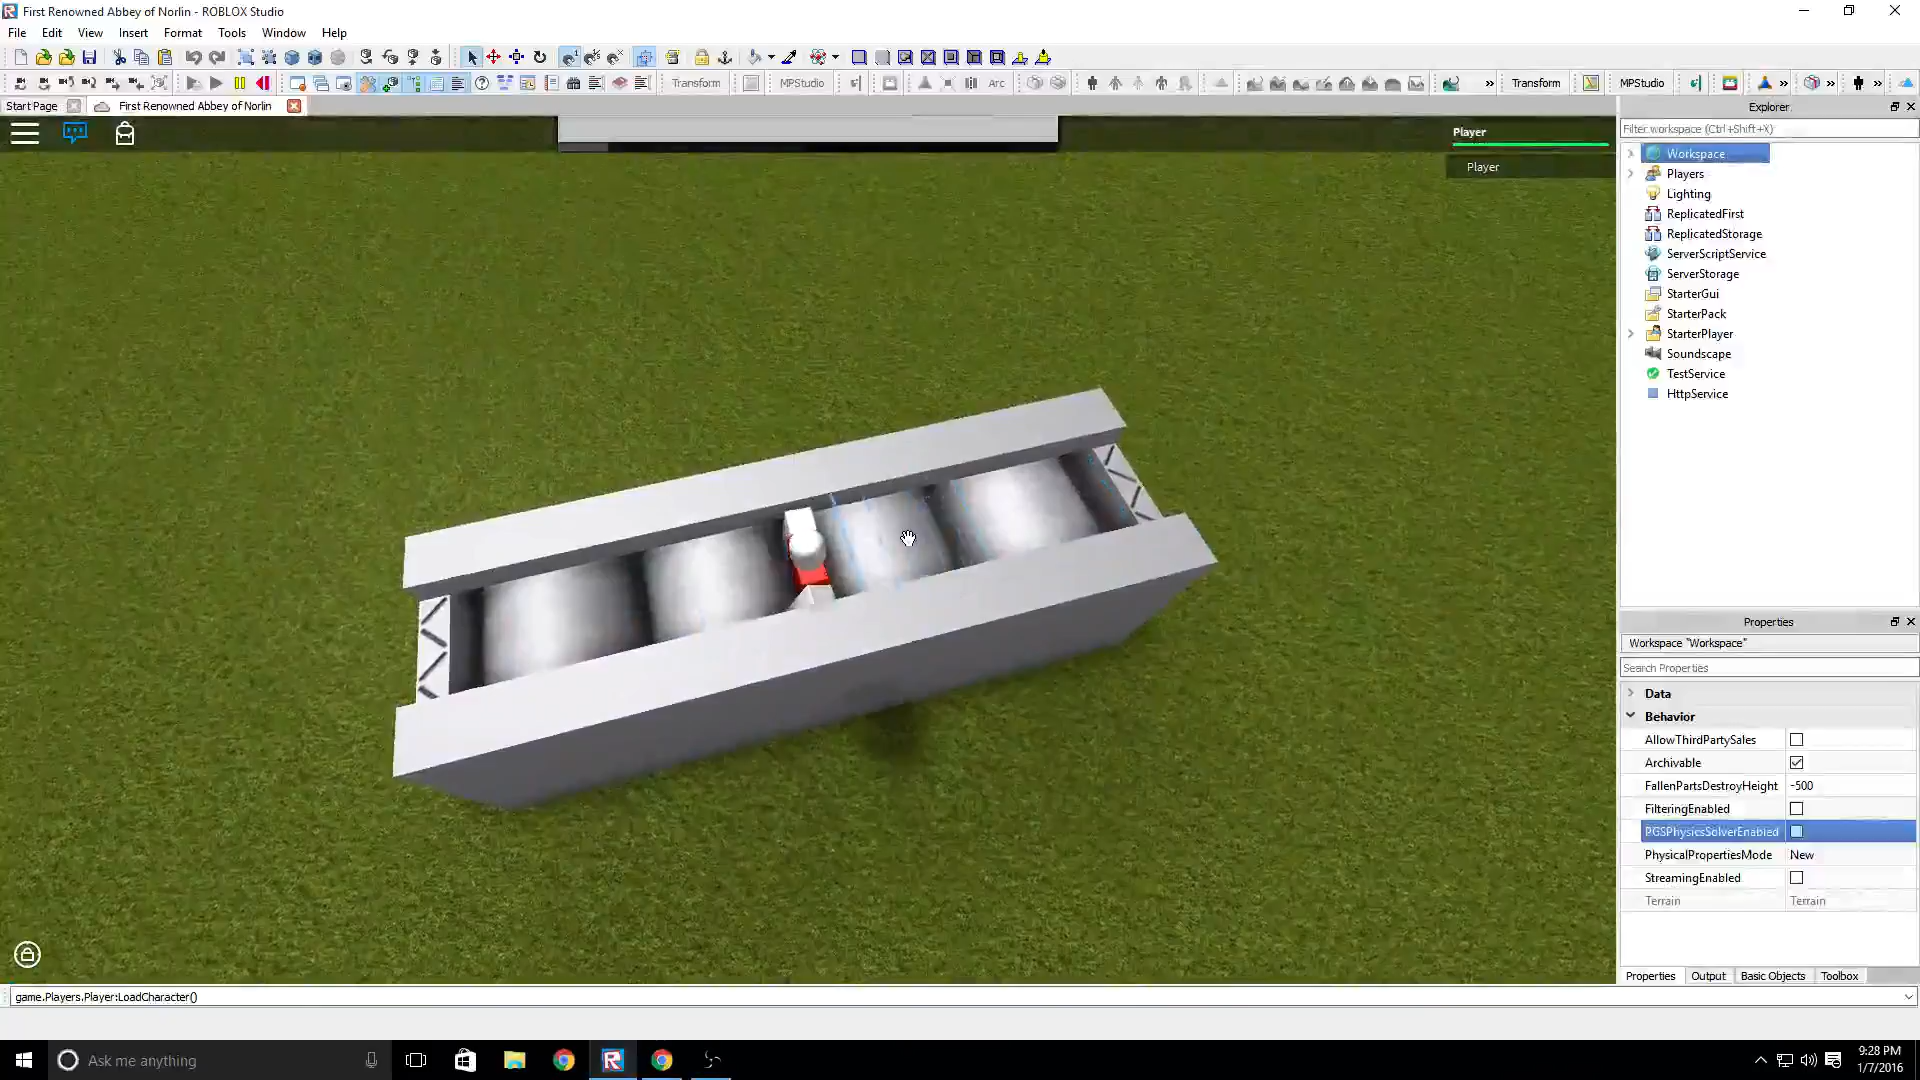 First Renowned Abbey of Norlin - ROBLOX Studio
File Edit View Insert Format Tools Window Help
Transform MPStudio Arc Transform MPStudio
Start Page First Renowned Abbey of Norlin
Explorer
Filter workspace (Ctrl+Shift+X)
Workspace
Players
Lighting
ReplicatedFirst
ReplicatedStorage
ServerScriptService
ServerStorage
StarterGui
StarterPack
StarterPlayer
Soundscape
TestService
HttpService
Player
Player
Properties
Workspace "Workspace"
Search Properties
Data
Behavior
AllowThirdPartySales
Archivable
FallenPartsDestroyHeight -500
FilteringEnabled
PGSPhysicsSolverEnabled
PhysicalPropertiesMode New
StreamingEnabled
Terrain Terrain
Properties Output Basic Objects Toolbox
game.Players.Player:LoadCharacter()
Ask me anything
9:28 PM
1/7/2016